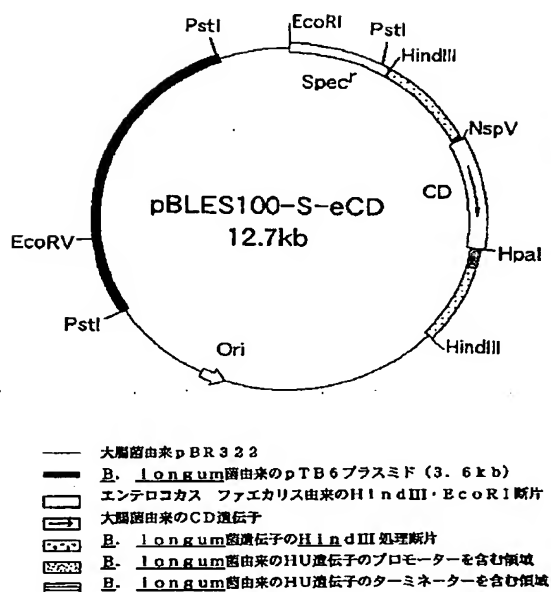 PstI
EcoRI
PstI
HindIII
Specʳ
NspV
CD
pBLES100-S-eCD
12.7kb
EcoRV
HpaI
PstI
Ori
HindIII
大腸菌由来pBR322
B. longum菌由来のpTB6プラスミド（3.6kb）
エンテロコカス ファエカリス由来のHindIII・EcoRI断片
大腸菌由来のCD遺伝子
B. longum菌遺伝子のHindIII処理断片
B. longum菌由来のHU遺伝子のプロモーターを含む領域
B. longum菌由来のHU遺伝子のターミネーターを含む領域